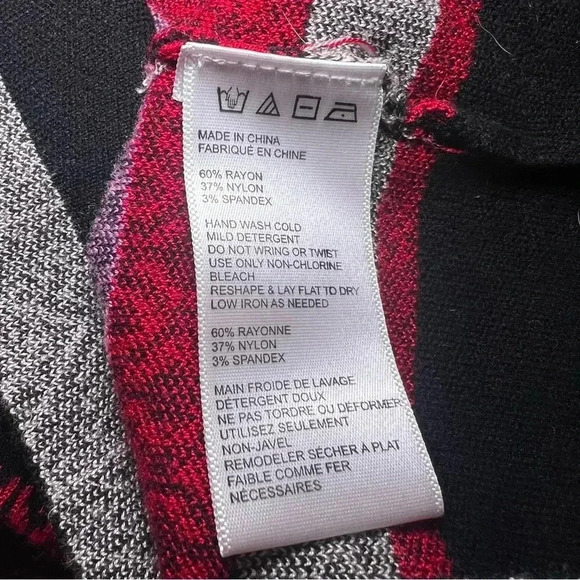 MADE IN CHINA
FABRIQUÉ EN CHINE
60% RAYON
37% NYLON
3% SPANDEX
HAND WASH COLD
MILD DETERGENT
DO NOT WRING OR TWIST
USE ONLY NON-CHLORINE
BLEACH
RESHAPE & LAY FLAT TO DRY
LOW IRON AS NEEDED
60% RAYONNE
37% NYLON
3% SPANDEX
MAIN FROIDE DE LAVAGE
DÉTERGENT DOUX
NE PAS TORDRE OU DÉFORMER
UTILISEZ SEULEMENT
NON-JAVEL
REMODELER SÉCHER À PLAT
FAIBLE COMME FER
NÉCESSAIRES